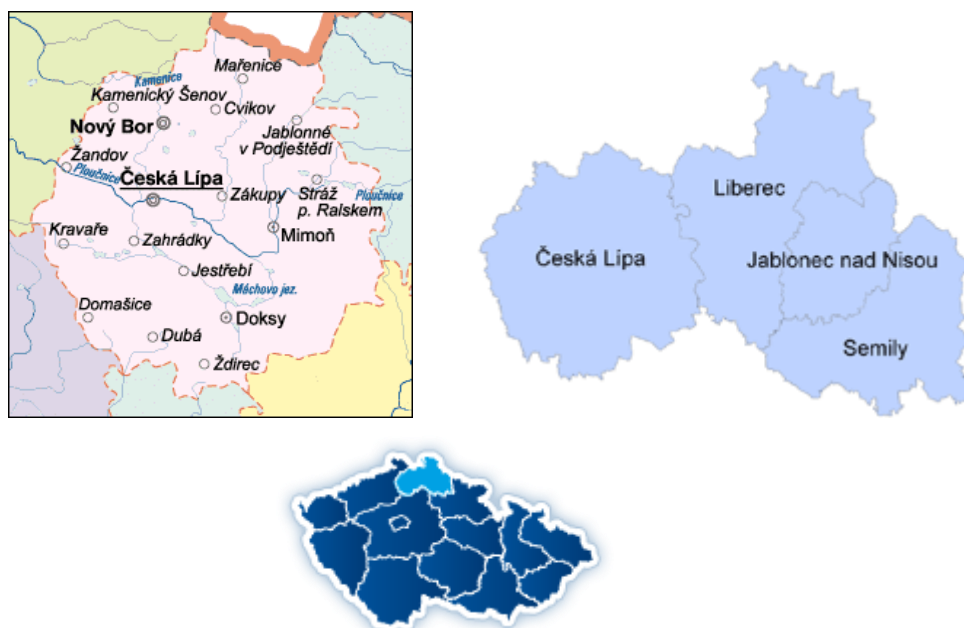 Mařenice
Kamenice
Kamenický Šenov
Cvikov
Nový Bor
Jablonné
v Podještědí
Žandov
Ploučnice
Česká Lípa
Zákupy
Stráž
p. Ralskem
Ploučnice
Kravaře
Zahrádky
Mimoň
Jestřebí
Máchovo jez.
Domašice
Doksy
Dubá
Ždirec
Liberec
Česká Lípa
Jablonec nad Nisou
Semily